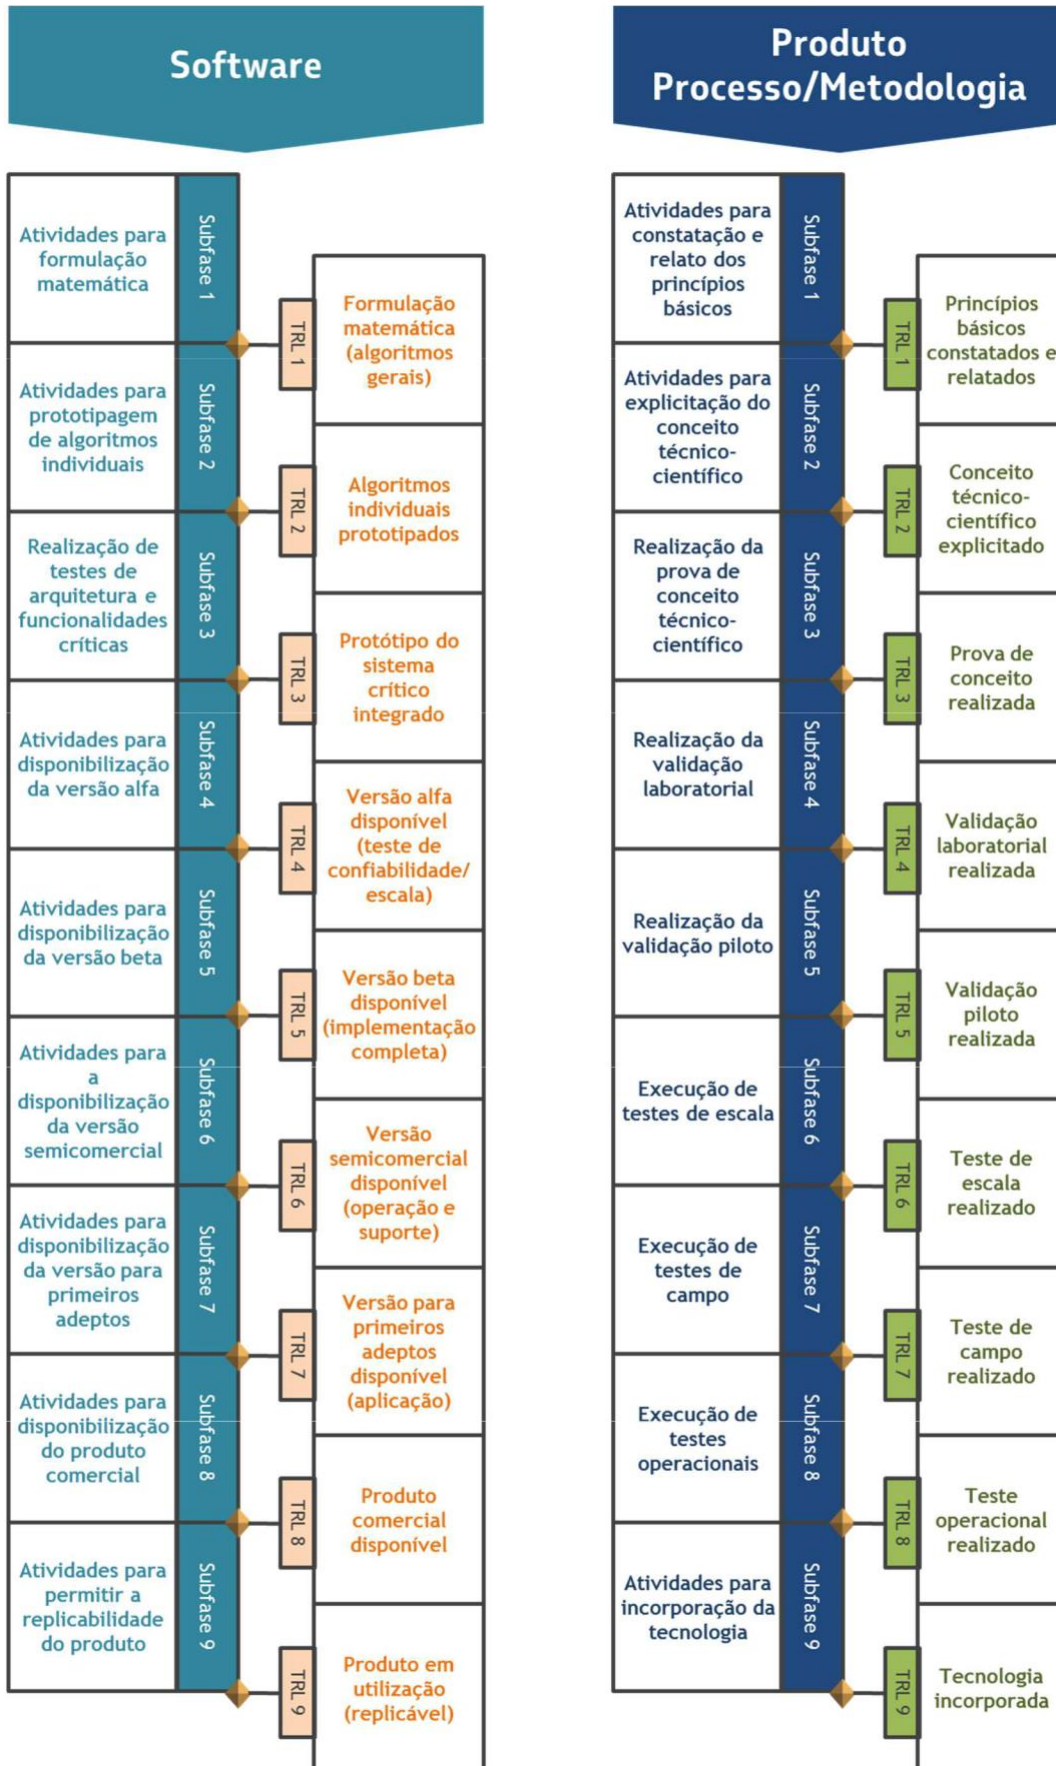 Software
Atividades para
formulação
matemática
Subfase 1
TRL 1
Formulação
matemática
(algoritmos
gerais)
Atividades para
prototipagem
de algoritmos
individuais
Subfase 2
TRL 2
Algoritmos
individuais
prototipados
Realização de
testes de
arquitetura e
funcionalidades
críticas
Subfase 3
TRL 3
Protótipo do
sistema
crítico
integrado
Atividades para
disponibilização
da versão alfa
Subfase 4
TRL 4
Versão alfa
disponível
(teste de
confiabilidade/
escala)
Atividades para
disponibilização
da versão beta
Subfase 5
TRL 5
Versão beta
disponível
(implementação
completa)
Atividades para
a
disponibilização
da versão
semicomercial
Subfase 6
TRL 6
Versão
semicomercial
disponível
(operação e
suporte)
Atividades para
disponibilização
da versão para
primeiros
adeptos
Subfase 7
TRL 7
Versão para
primeiros
adeptos
disponível
(aplicação)
Atividades para
disponibilização
do produto
comercial
Subfase 8
TRL 8
Produto
comercial
disponível
Atividades para
permitir a
replicabilidade
do produto
Subfase 9
TRL 9
Produto em
utilização
(replicável)
Produto
Processo/Metodologia
Atividades para
constatação e
relato dos
princípios
básicos
Subfase 1
TRL 1
Princípios
básicos
constatados e
relatados
Atividades para
explicitação do
conceito
técnico-
científico
Subfase 2
TRL 2
Conceito
técnico-
científico
explicitado
Realização da
prova de
conceito
técnico-
científico
Subfase 3
TRL 3
Prova de
conceito
realizada
Realização da
validação
laboratorial
Subfase 4
TRL 4
Validação
laboratorial
realizada
Realização da
validação piloto
Subfase 5
TRL 5
Validação
piloto
realizada
Execução de
testes de escala
Subfase 6
TRL 6
Teste de
escala
realizado
Execução de
testes de
campo
Subfase 7
TRL 7
Teste de
campo
realizado
Execução de
testes
operacionais
Subfase 8
TRL 8
Teste
operacional
realizado
Atividades para
incorporação da
tecnologia
Subfase 9
TRL 9
Tecnologia
incorporada